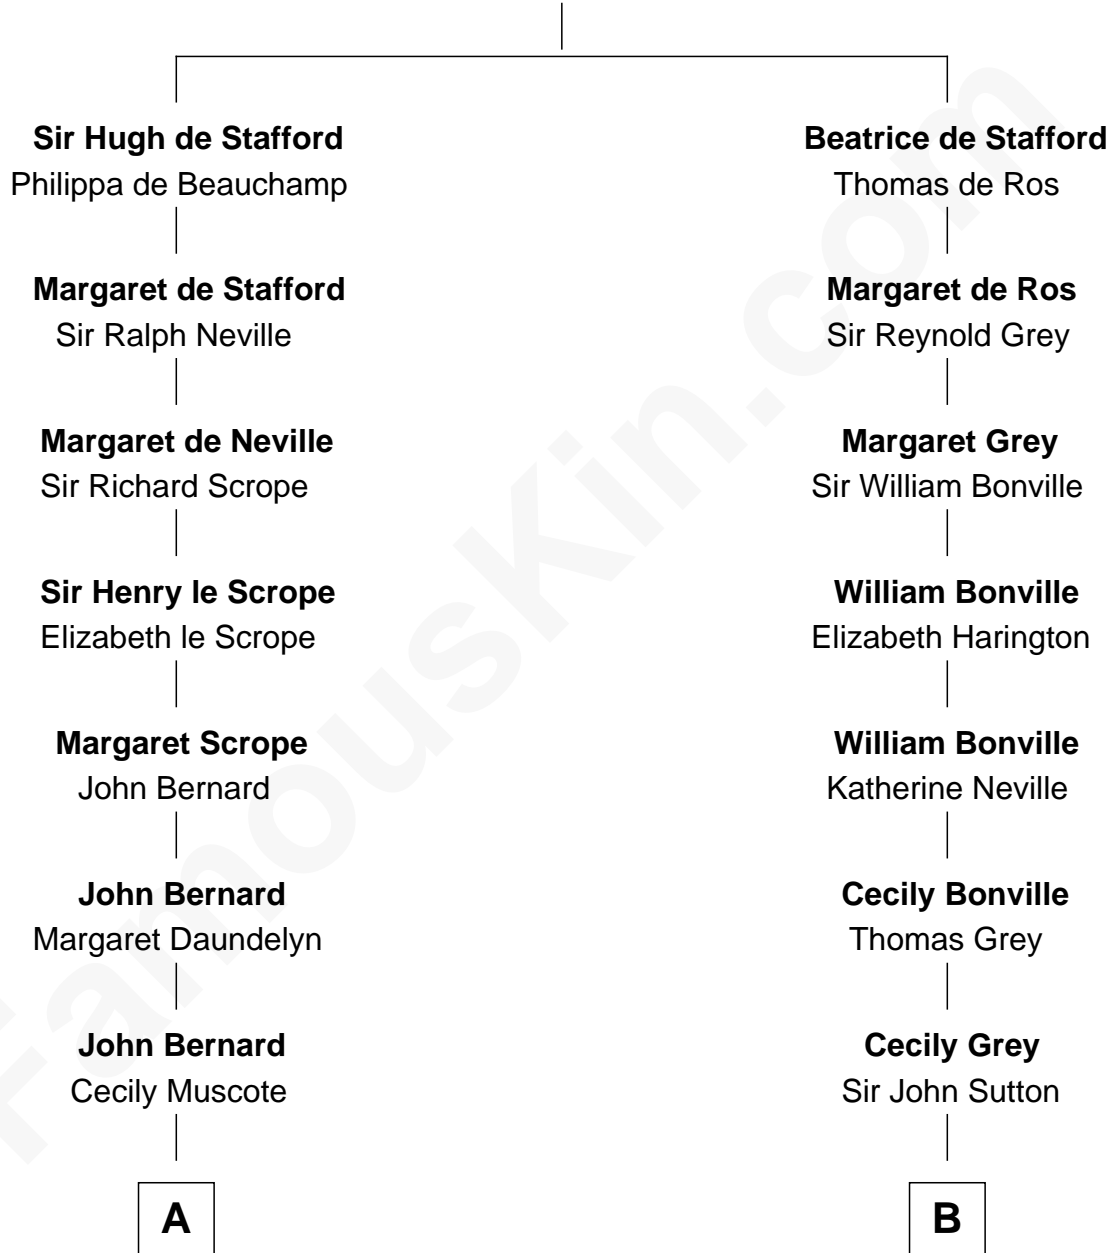 Sir Hugh de Stafford
Philippa de Beauchamp
Margaret de Stafford
Sir Ralph Neville
Margaret de Neville
Sir Richard Scrope
Sir Henry le Scrope
Elizabeth le Scrope
Margaret Scrope
John Bernard
John Bernard
Margaret Daundelyn
John Bernard
Cecily Muscote
A
Beatrice de Stafford
Thomas de Ros
Margaret de Ros
Sir Reynold Grey
Margaret Grey
Sir William Bonville
William Bonville
Elizabeth Harington
William Bonville
Katherine Neville
Cecily Bonville
Thomas Grey
Cecily Grey
Sir John Sutton
B
FamousKin.com